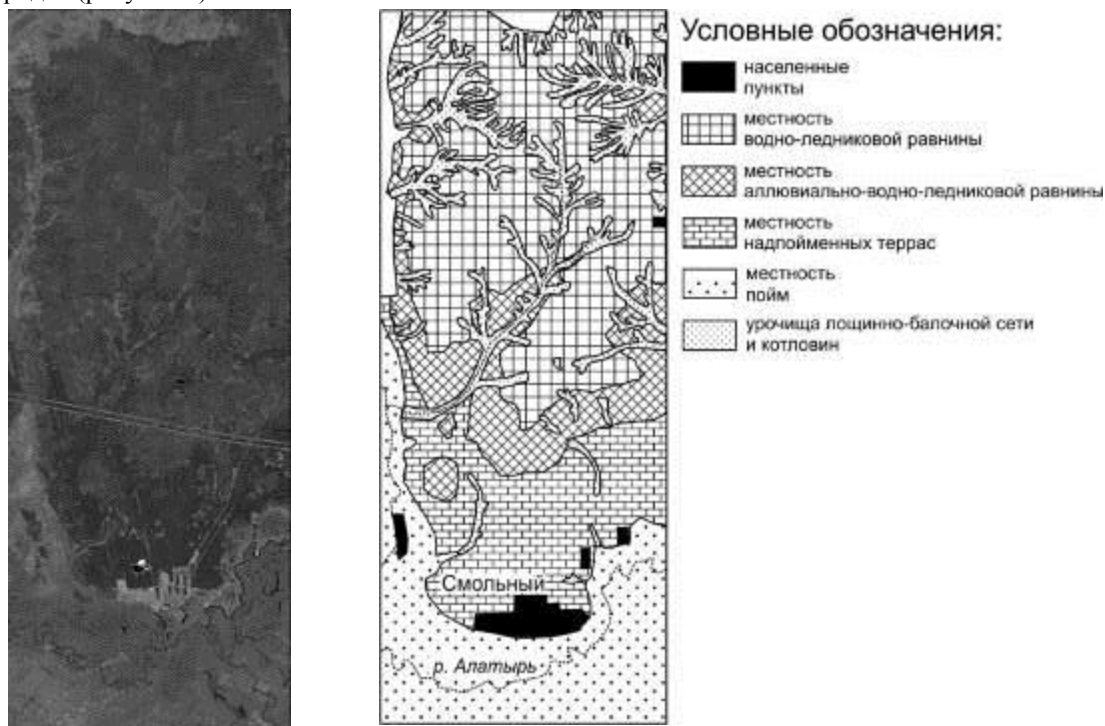 Условные обозначения:
населенные
пункты
местность
водно-ледниковой равнины
местность
аллювиально-водно-ледниковой равнины
местность
надпойменных террас
местность
пойм
урочища лощинно-балочной сети
и котловин
Смольный
р. Алатырь